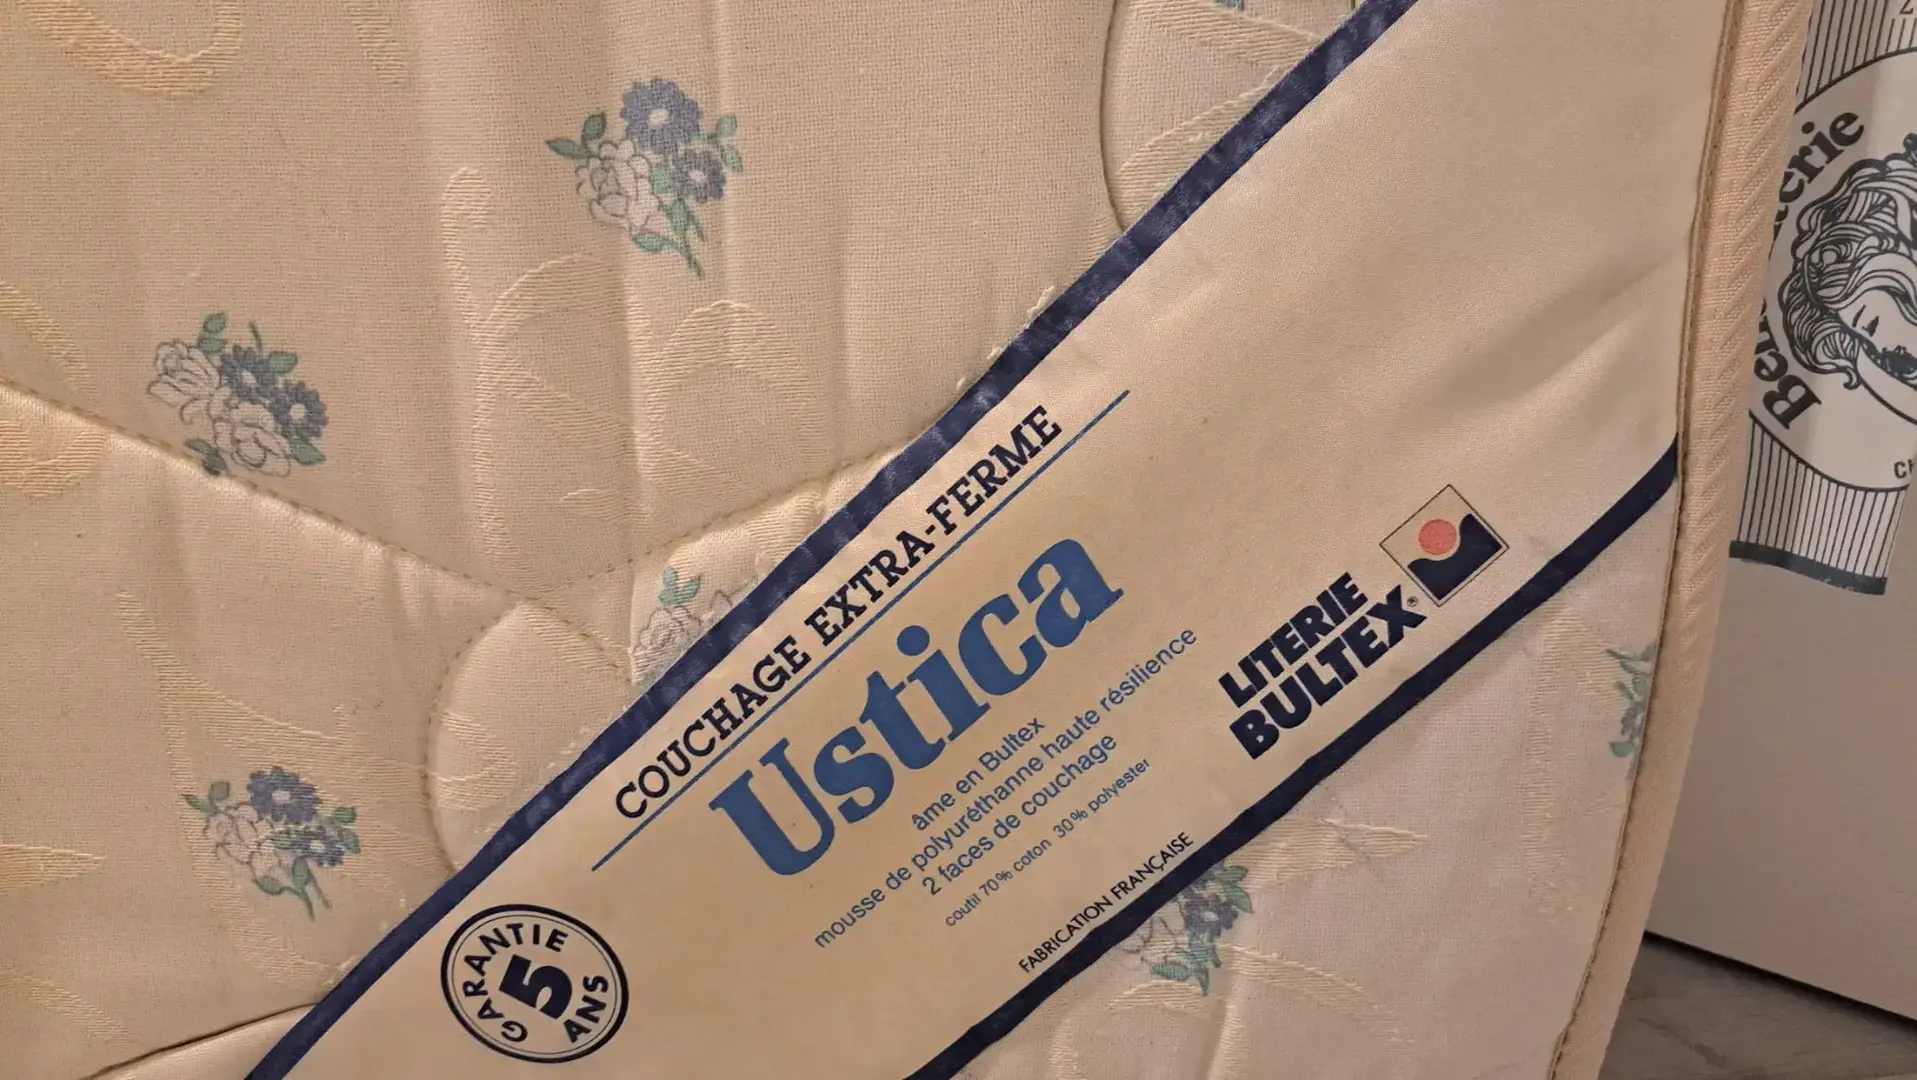 COUCHAGE EXTRA-FERME
Ustica
âme en Bultex
mousse de polyuréthanne haute résilience
2 faces de couchage
coutil 70% coton 30% polyester
FABRICATION FRANÇAISE
LITERIE
BULTEX®
GARANTIE
5
ANS